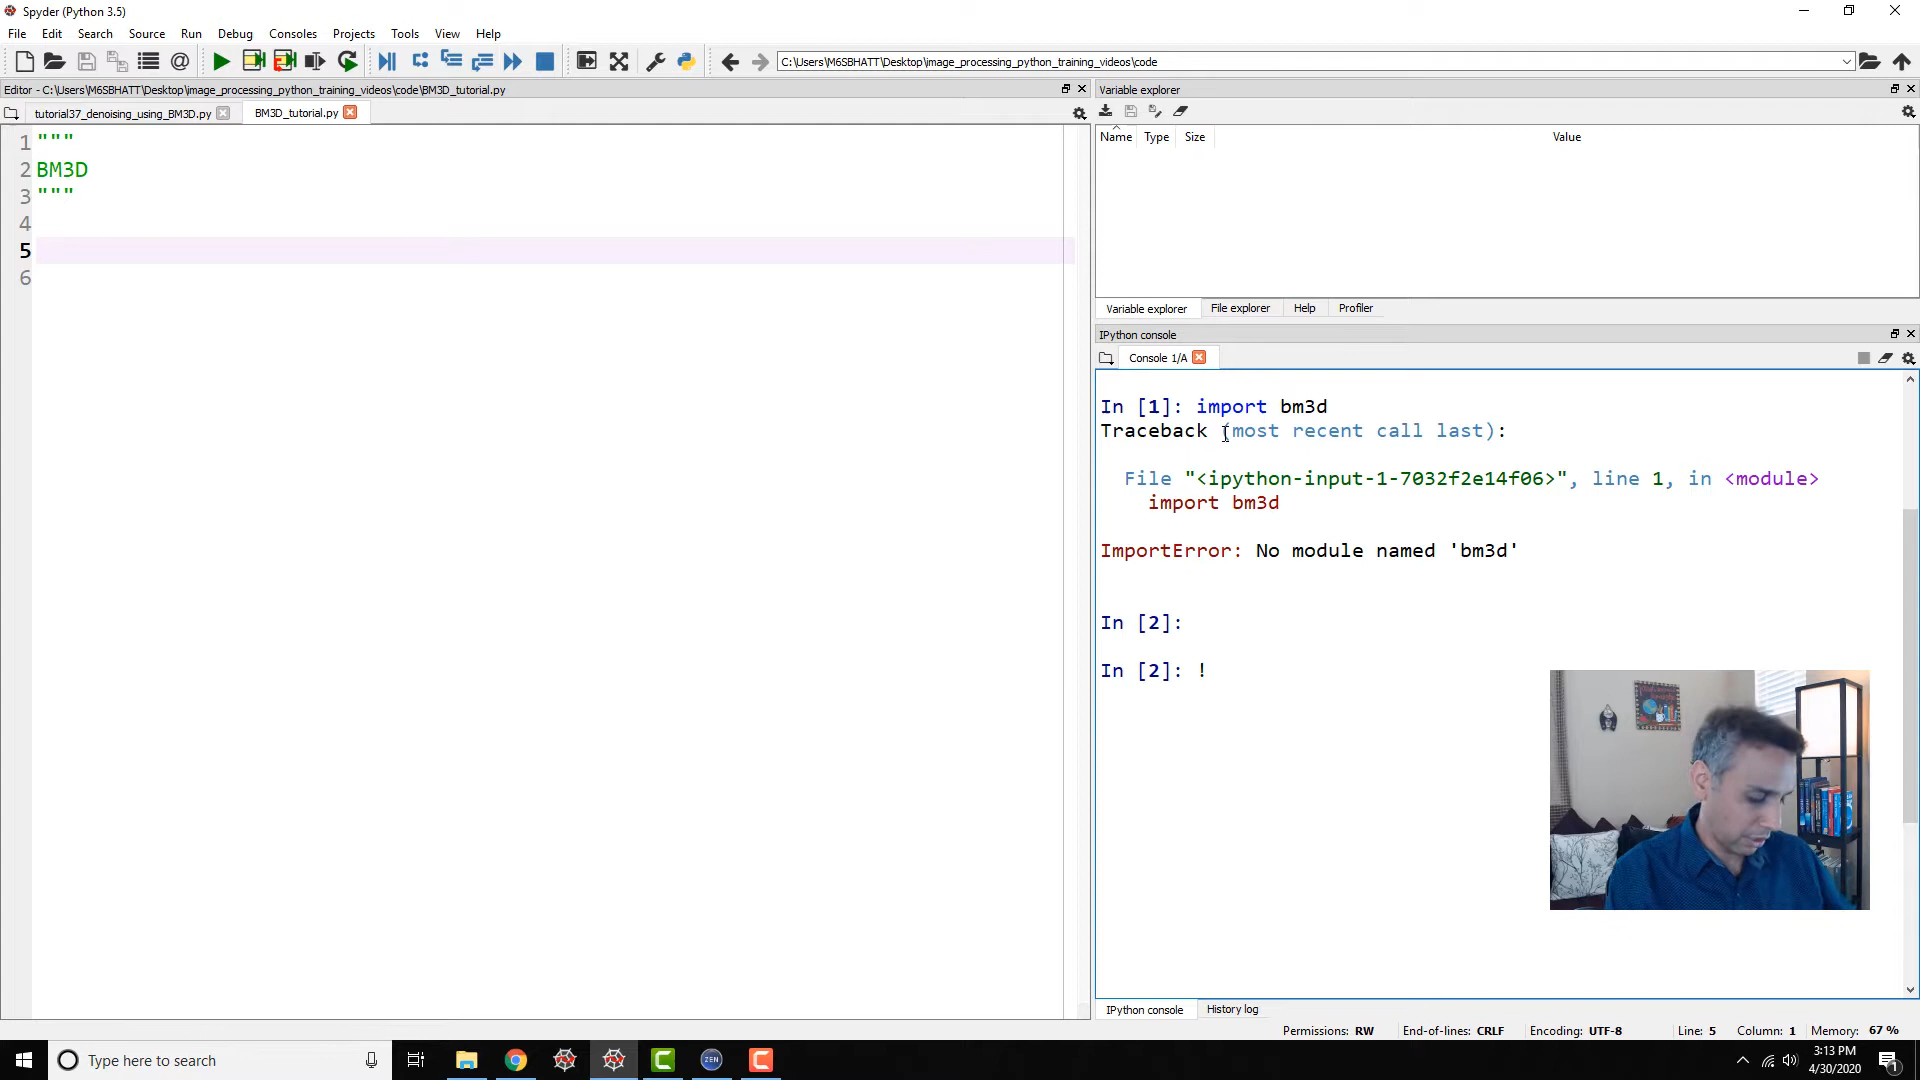 Spyder (Python 3.5)
File Edit Search Source Run Debug Consoles Projects Tools View Help
C:\Users\M6SBHATT\Desktop\image_processing_python_training_videos\code
Editor - C:\Users\M6SBHATT\Desktop\image_processing_python_training_videos\code\BM3D_tutorial.py
tutorial37_denoising_using_BM3D.py BM3D_tutorial.py
1 """
2 BM3D
3 """
4
5
6
Variable explorer
Name Type Size Value
Variable explorer File explorer Help Profiler
IPython console
Console 1/A
In [1]: import bm3d
Traceback (most recent call last):
File "<ipython-input-1-7032f2e14f06>", line 1, in <module>
import bm3d
ImportError: No module named 'bm3d'
In [2]:
In [2]: !
IPython console History log
Permissions: RW End-of-lines: CRLF Encoding: UTF-8 Line: 5 Column: 1 Memory: 67 %
Type here to search
ZEN
3:13 PM
4/30/2020
1